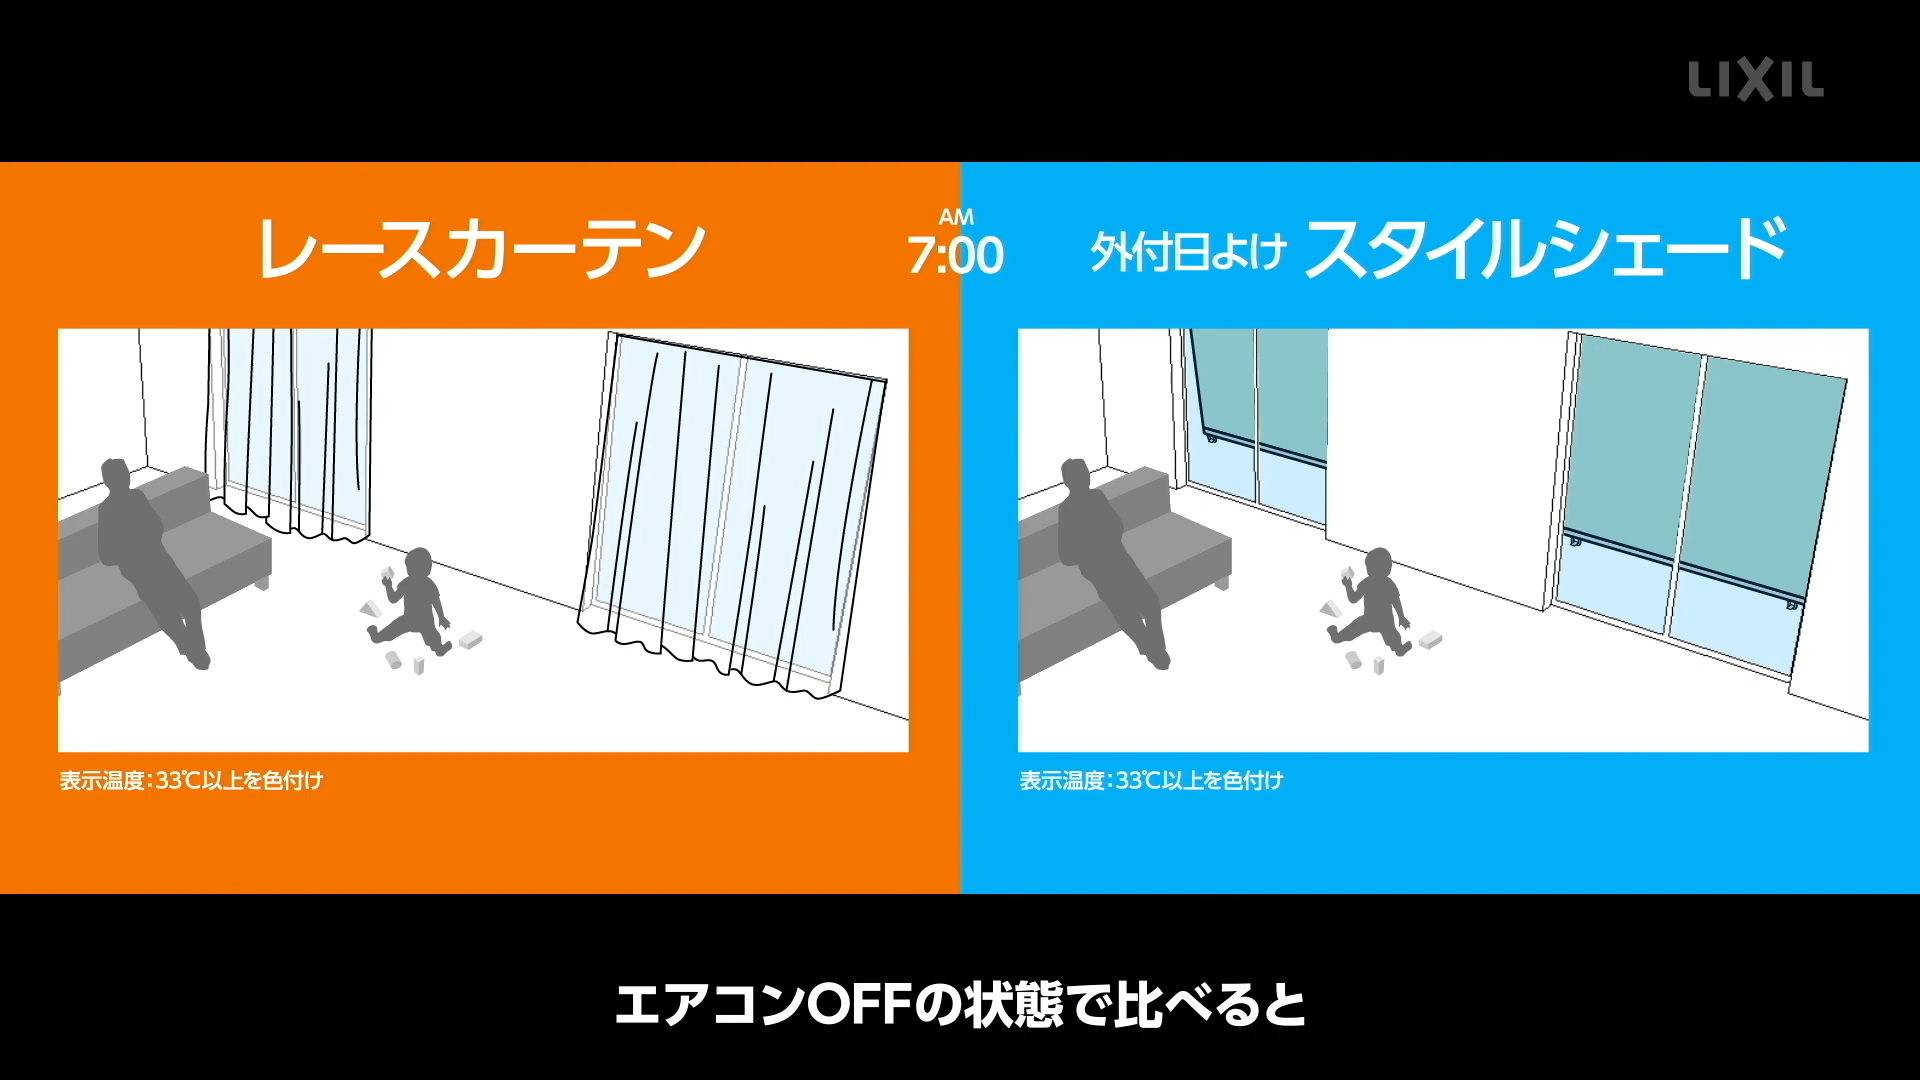 LIXIL
レースカーテン
AM
7:00
外付日よけ スタイルシェード
表示温度：33℃以上を色付け
表示温度：33℃以上を色付け
エアコンOFFの状態で比べると